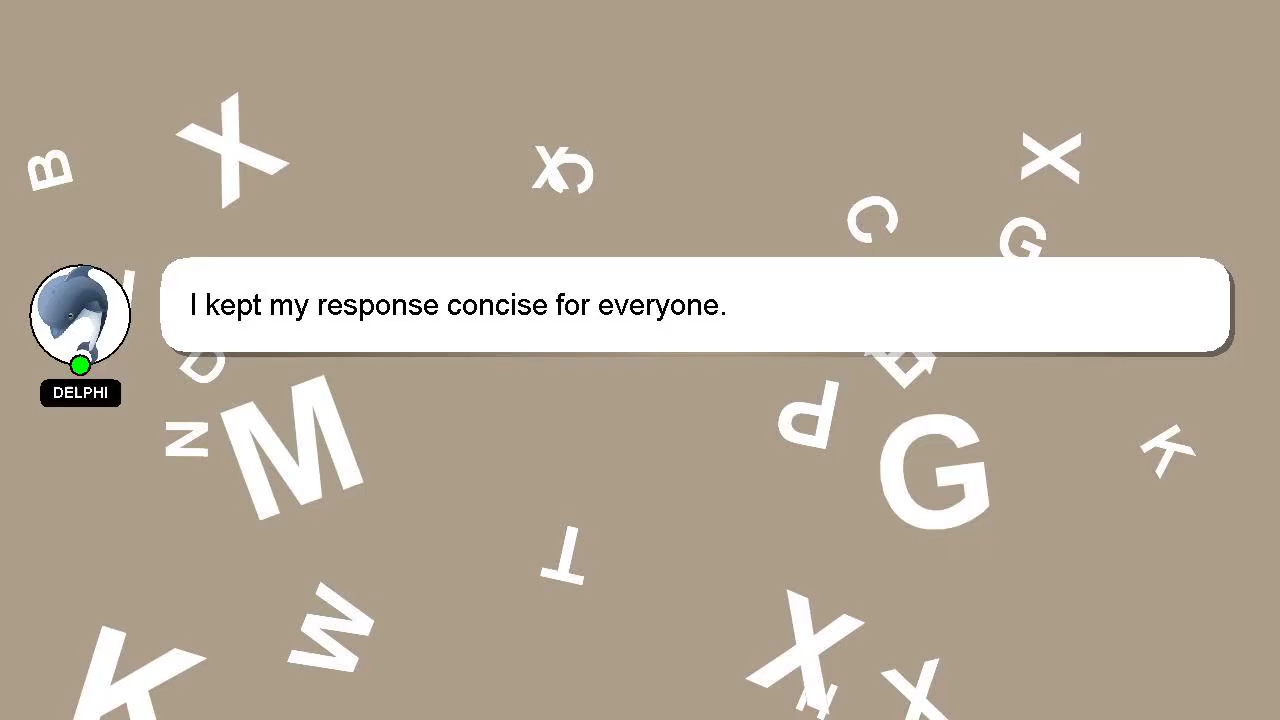 B
X
X
C
X
C
G
I kept my response concise for everyone.
DELPHI
D
N
M
P
G
K
T
W
K
X
X